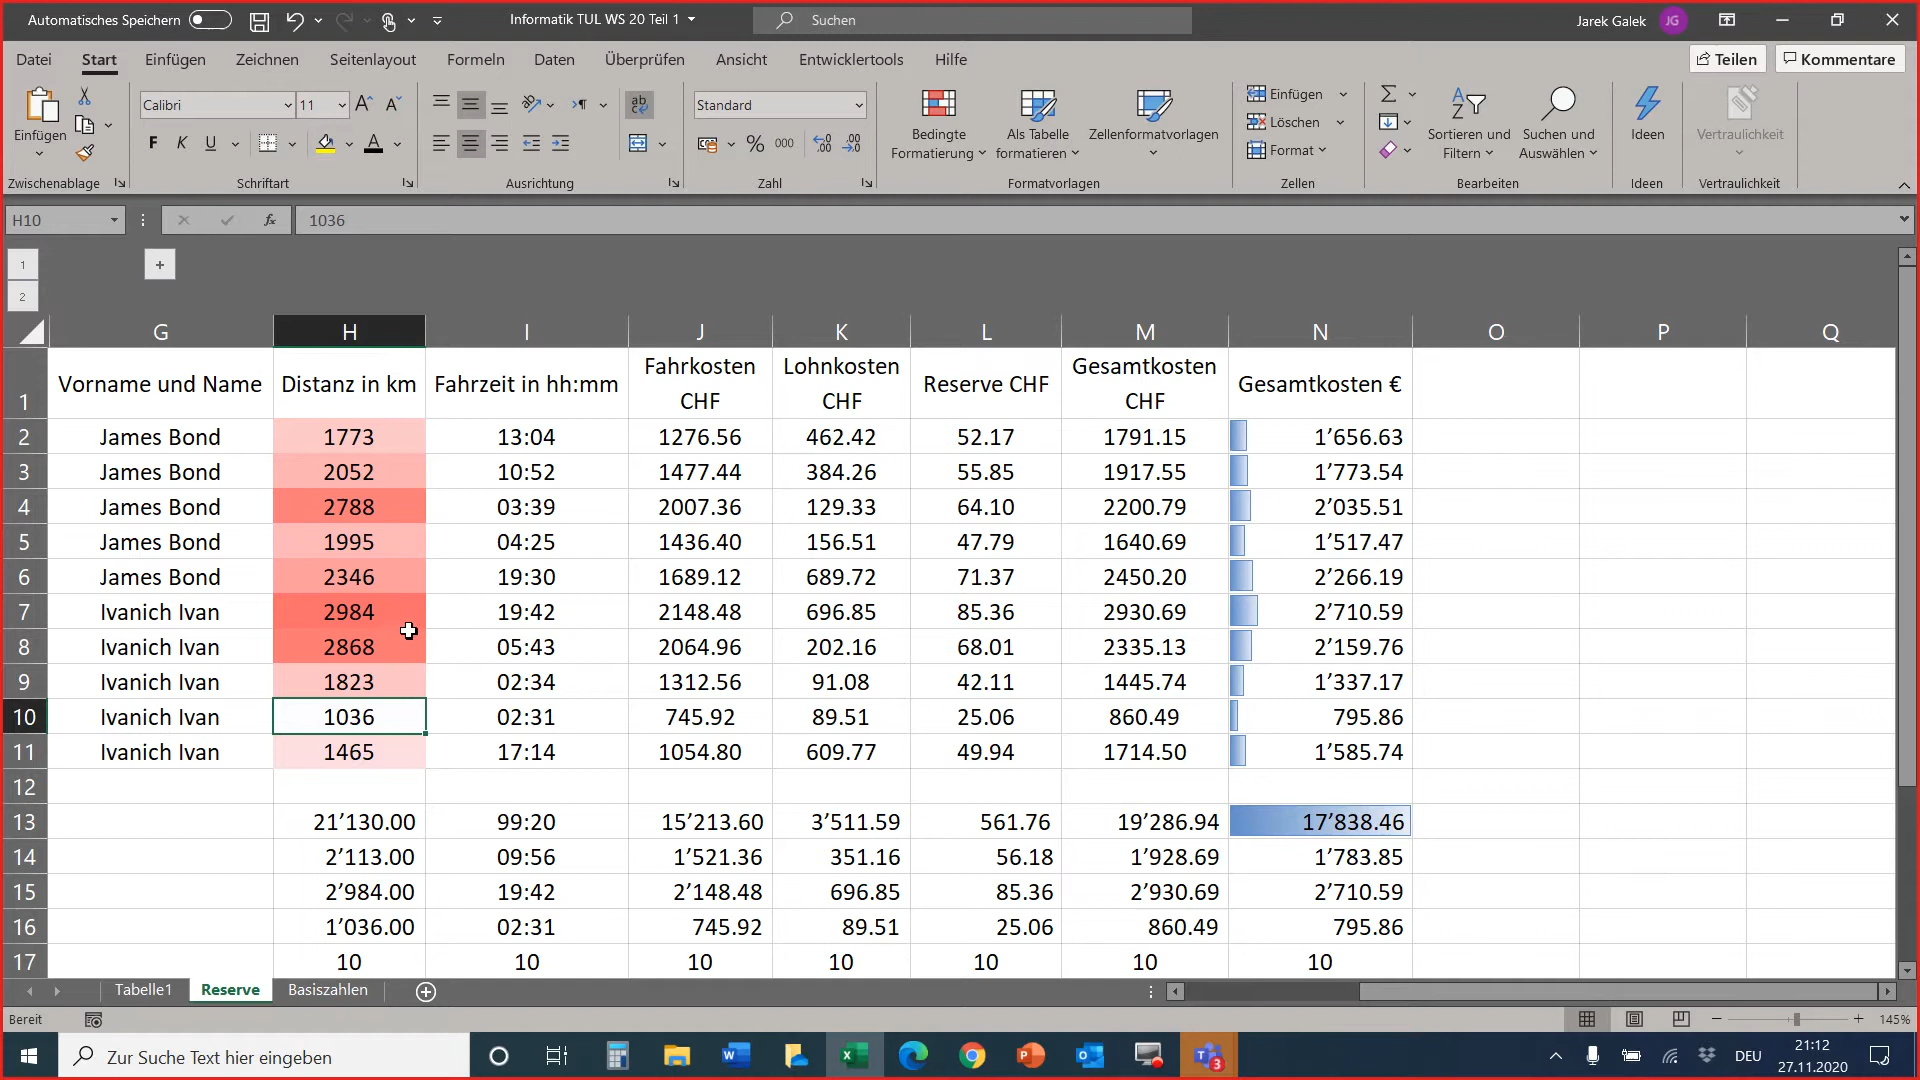 Automatisches Speichern
Informatik TUL WS 20 Teil 1
Suchen
Jarek Galek JG
Datei Start Einfügen Zeichnen Seitenlayout Formeln Daten Überprüfen Ansicht Entwicklertools Hilfe
Teilen Kommentare
Einfügen
Zwischenablage
Calibri 11
F K U
Schriftart
Ausrichtung
Standard
% 000
Zahl
Bedingte Formatierung
Als Tabelle formatieren
Zellenformatvorlagen
Formatvorlagen
Einfügen
Löschen
Format
Zellen
Sortieren und Filtern
Suchen und Auswählen
Bearbeiten
Ideen
Ideen
Vertraulichkeit
Vertraulichkeit
H10 fx 1036
1 +
2
G H I J K L M N O P Q
1 Vorname und Name Distanz in km Fahrzeit in hh:mm Fahrkosten CHF Lohnkosten CHF Reserve CHF Gesamtkosten CHF Gesamtkosten €
2 James Bond 1773 13:04 1276.56 462.42 52.17 1791.15 1’656.63
3 James Bond 2052 10:52 1477.44 384.26 55.85 1917.55 1’773.54
4 James Bond 2788 03:39 2007.36 129.33 64.10 2200.79 2’035.51
5 James Bond 1995 04:25 1436.40 156.51 47.79 1640.69 1’517.47
6 James Bond 2346 19:30 1689.12 689.72 71.37 2450.20 2’266.19
7 Ivanich Ivan 2984 19:42 2148.48 696.85 85.36 2930.69 2’710.59
8 Ivanich Ivan 2868 05:43 2064.96 202.16 68.01 2335.13 2’159.76
9 Ivanich Ivan 1823 02:34 1312.56 91.08 42.11 1445.74 1’337.17
10 Ivanich Ivan 1036 02:31 745.92 89.51 25.06 860.49 795.86
11 Ivanich Ivan 1465 17:14 1054.80 609.77 49.94 1714.50 1’585.74
12
13 21’130.00 99:20 15’213.60 3’511.59 561.76 19’286.94 17’838.46
14 2’113.00 09:56 1’521.36 351.16 56.18 1’928.69 1’783.85
15 2’984.00 19:42 2’148.48 696.85 85.36 2’930.69 2’710.59
16 1’036.00 02:31 745.92 89.51 25.06 860.49 795.86
17 10 10 10 10 10 10 10
Tabelle1 Reserve Basiszahlen
Bereit
145%
Zur Suche Text hier eingeben
DEU
21:12
27.11.2020